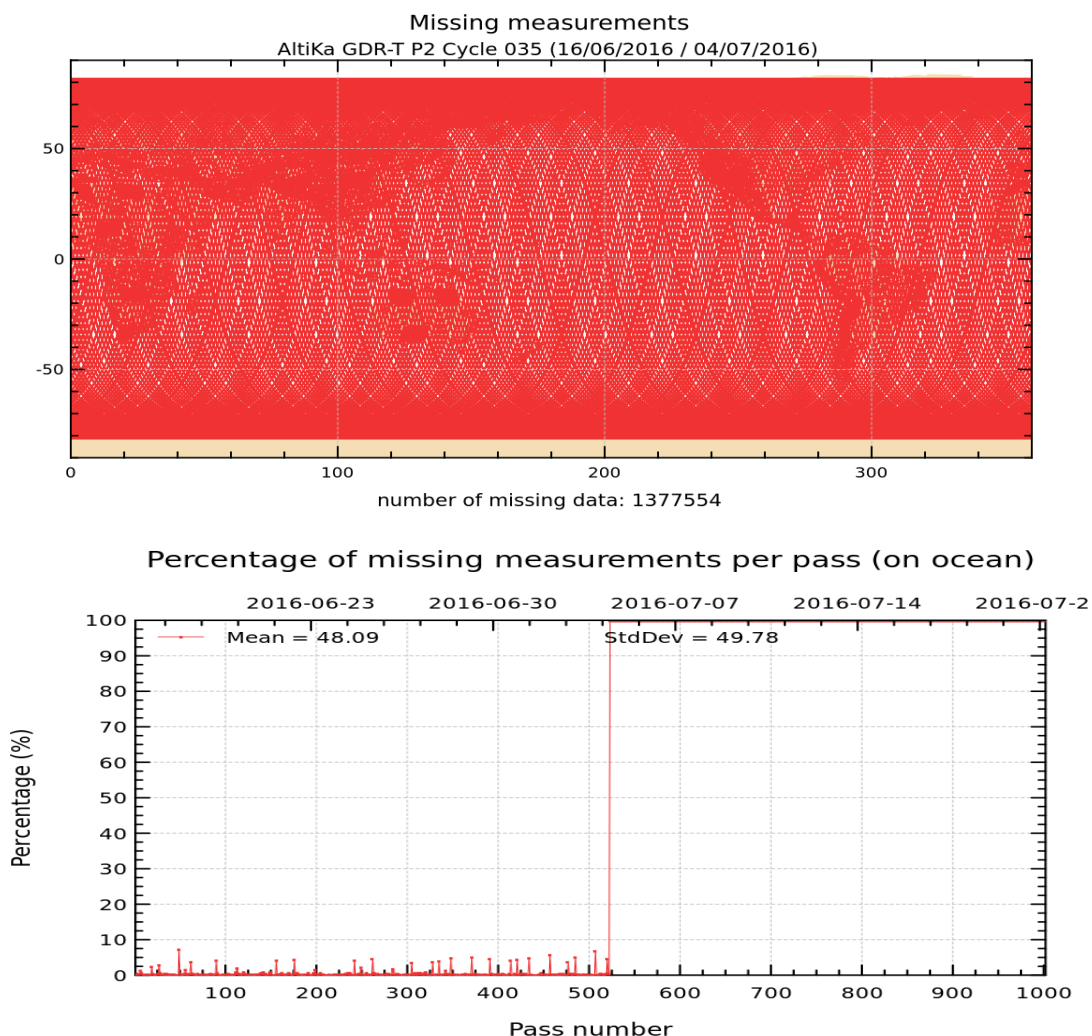 Missing measurements
AltiKa GDR-T P2 Cycle 035 (16/06/2016 / 04/07/2016)
50
0
-50
0 100 200 300
number of missing data: 1377554
Percentage of missing measurements per pass (on ocean)
2016-06-23 2016-06-30 2016-07-07 2016-07-14 2016-07-2
Mean = 48.09 StdDev = 49.78
100
90
80
70
60
50
40
30
20
10
0
Percentage (%)
100 200 300 400 500 600 700 800 900 1000
Pass number